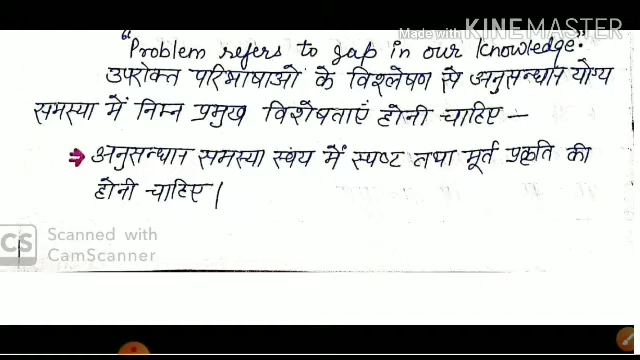 Made with KINEMASTER
"Problem refers to gap in our knowledge."
उपरोक्त परिभाषाओं के विश्लेषण से अनुसन्धान योग्य
समस्या में निम्न प्रमुख विशेषताएं होनी चाहिए –
⇒ अनुसन्धान समस्या स्वंय में स्पष्ट तथा मूर्त प्रकृति की
होनी चाहिए।
CS Scanned with
CamScanner